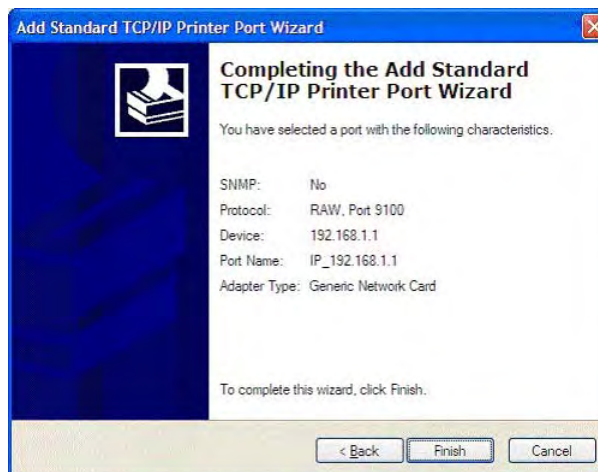 Add Standard TCP/IP Printer Port Wizard
Completing the Add Standard
TCP/IP Printer Port Wizard
You have selected a port with the following characteristics.
SNMP: No
Protocol: RAW, Port 9100
Device: 192.168.1.1
Port Name: IP_192.168.1.1
Adapter Type: Generic Network Card
To complete this wizard, click Finish.
< Back Finish Cancel